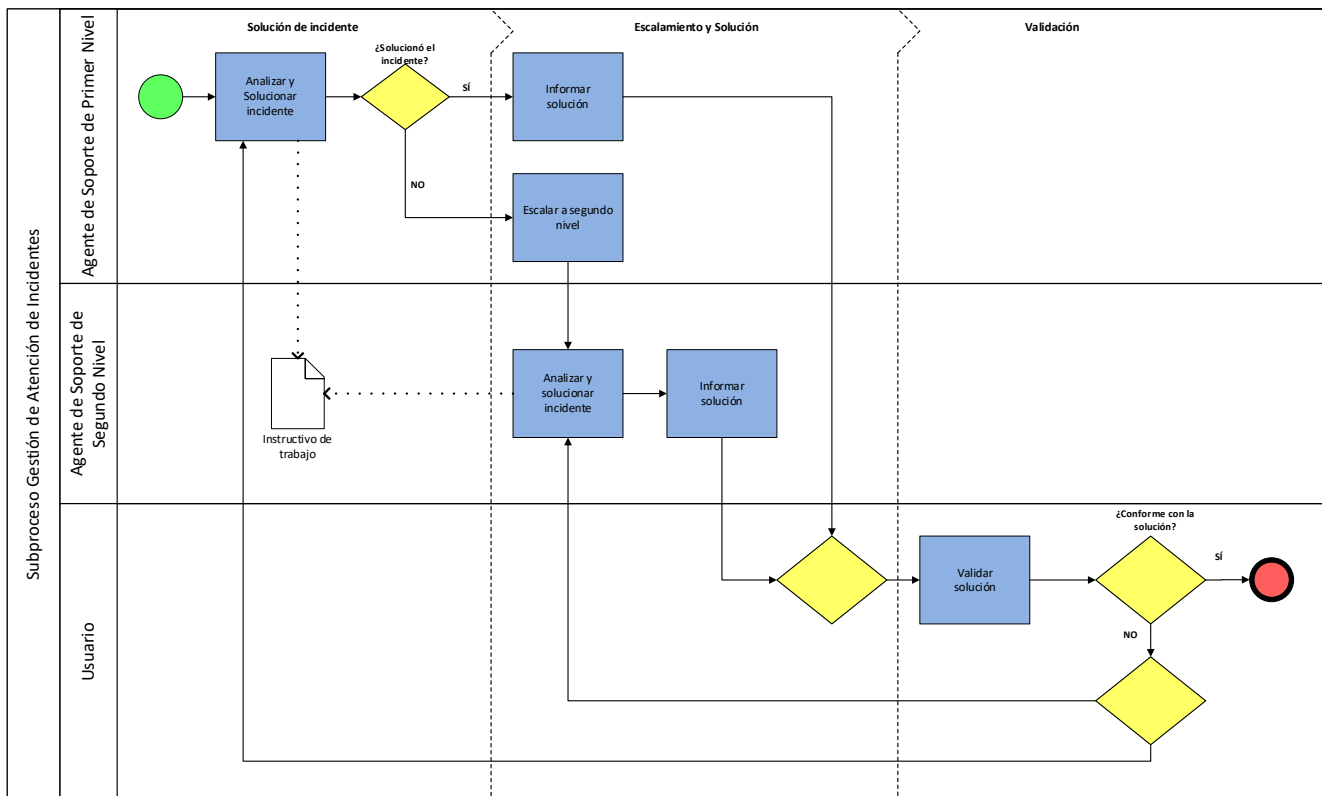 Subproceso Gestión de Atención de Incidentes
Solución de incidente
Escalamiento y Solución
Validación
Agente de Soporte de Primer Nivel
Analizar y
Solucionar
incidente
¿Solucionó el
incidente?
SÍ
NO
Informar
solución
Escalar a segundo
nivel
Agente de Soporte de
Segundo Nivel
Instructivo de
trabajo
Analizar y
solucionar
incidente
Informar
solución
Usuario
Validar
solución
¿Conforme con la
solución?
SÍ
NO